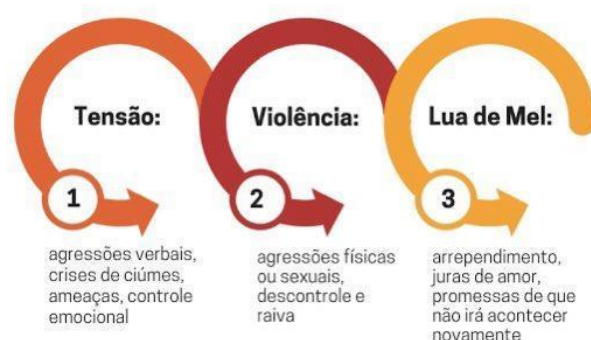 Tensão:
Violência:
Lua de Mel:
1
2
3
agressões verbais,
crises de ciúmes,
ameaças, controle
emocional
agressões físicas
ou sexuais,
descontrole e
raiva
arrependimento,
juras de amor,
promessas de que
não irá acontecer
novamente